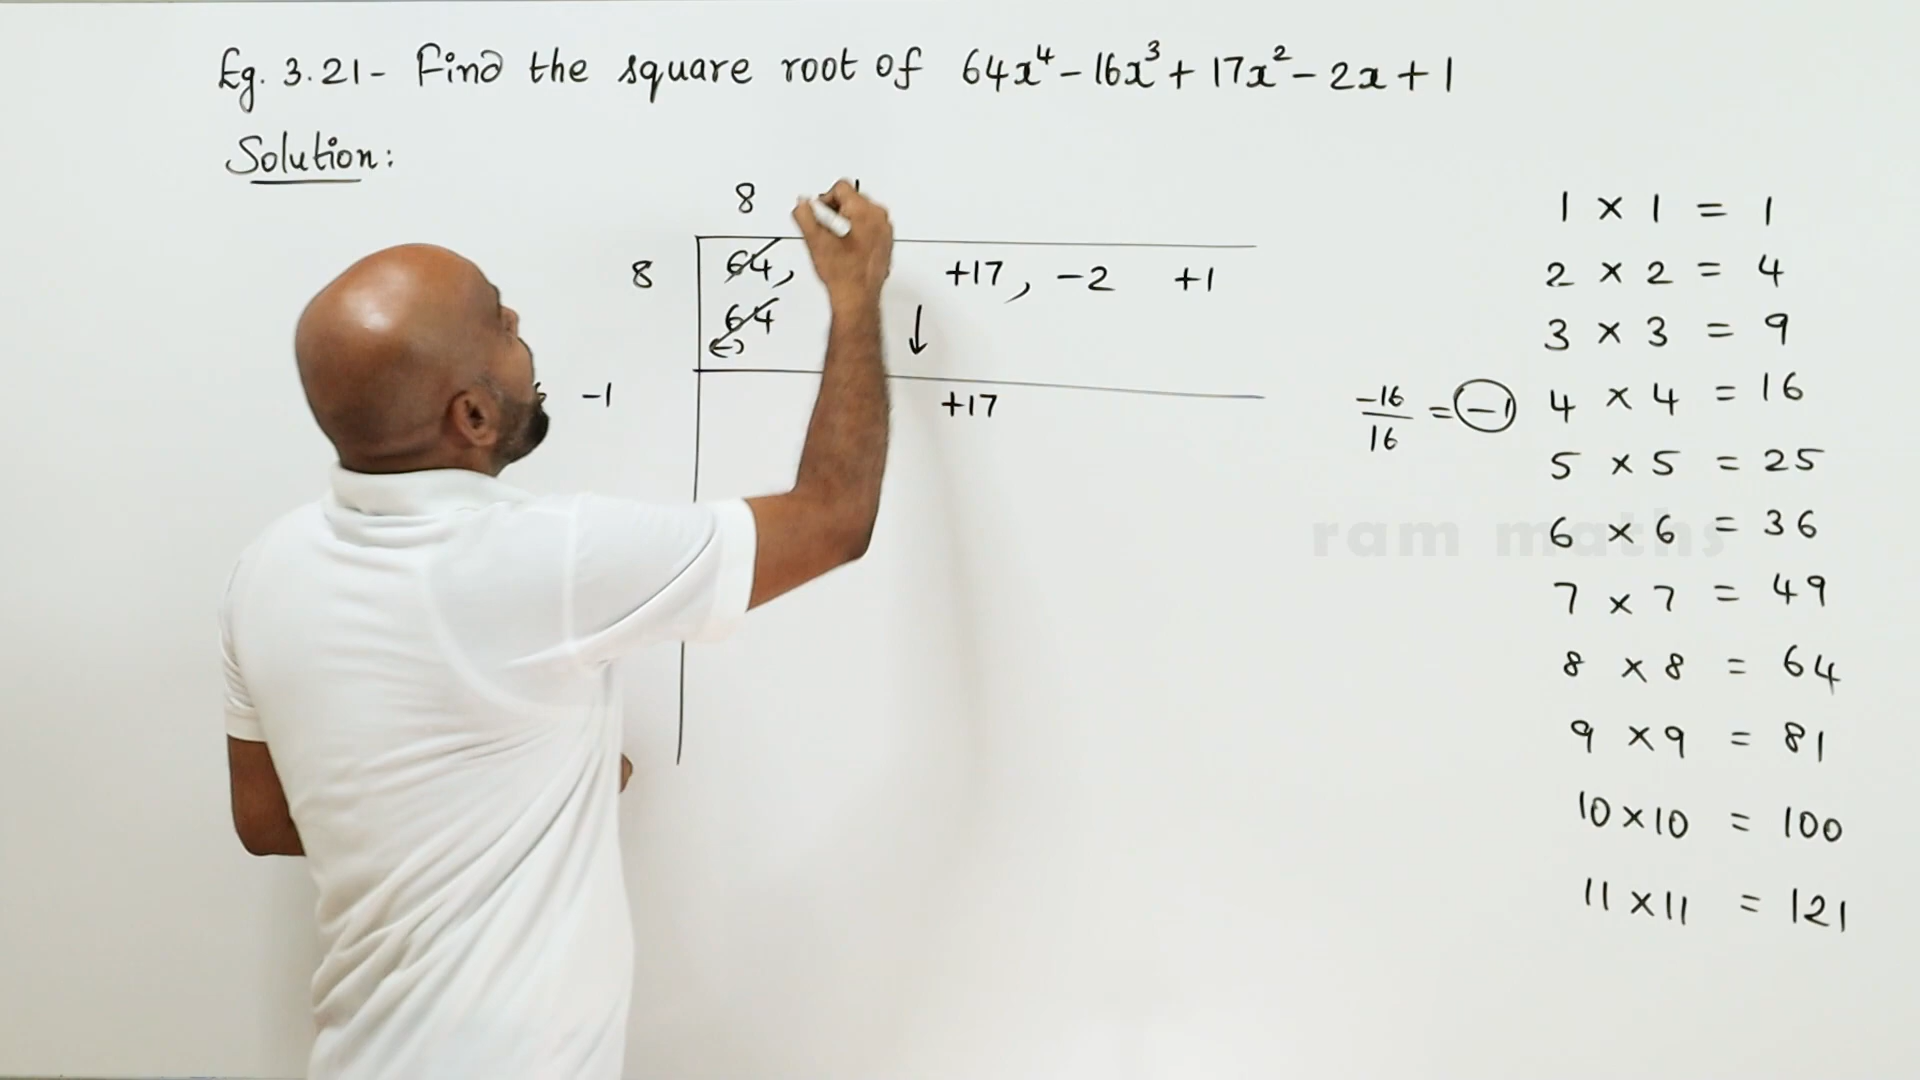 Eg. 3.21 - Find the square root of 64x⁴ - 16x³ + 17x² - 2x + 1
Solution:
8
8 64, +17, -2 +1
64
(-)
-1 +17
-16/16 = -1
1 × 1 = 1
2 × 2 = 4
3 × 3 = 9
4 × 4 = 16
5 × 5 = 25
6 × 6 = 36
7 × 7 = 49
8 × 8 = 64
9 × 9 = 81
10 × 10 = 100
11 × 11 = 121
ram maths